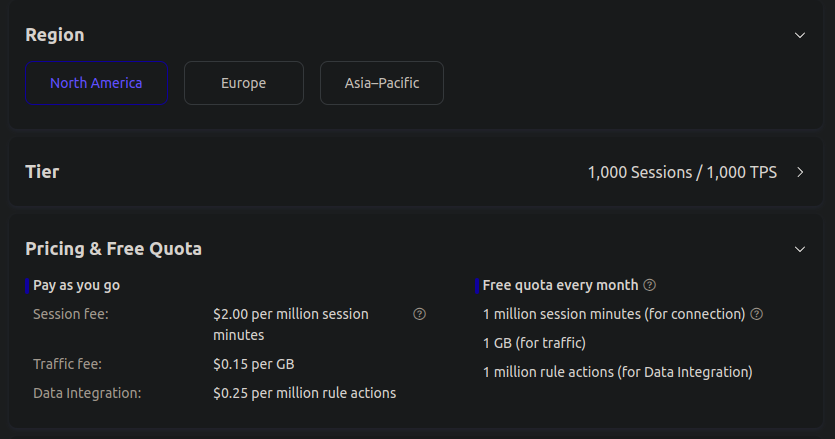 Region
North America
Europe
Asia–Pacific
Tier
1,000 Sessions / 1,000 TPS
Pricing & Free Quota
Pay as you go
Session fee:
$2.00 per million session
minutes
Traffic fee:
$0.15 per GB
Data Integration:
$0.25 per million rule actions
Free quota every month
1 million session minutes (for connection)
1 GB (for traffic)
1 million rule actions (for Data Integration)